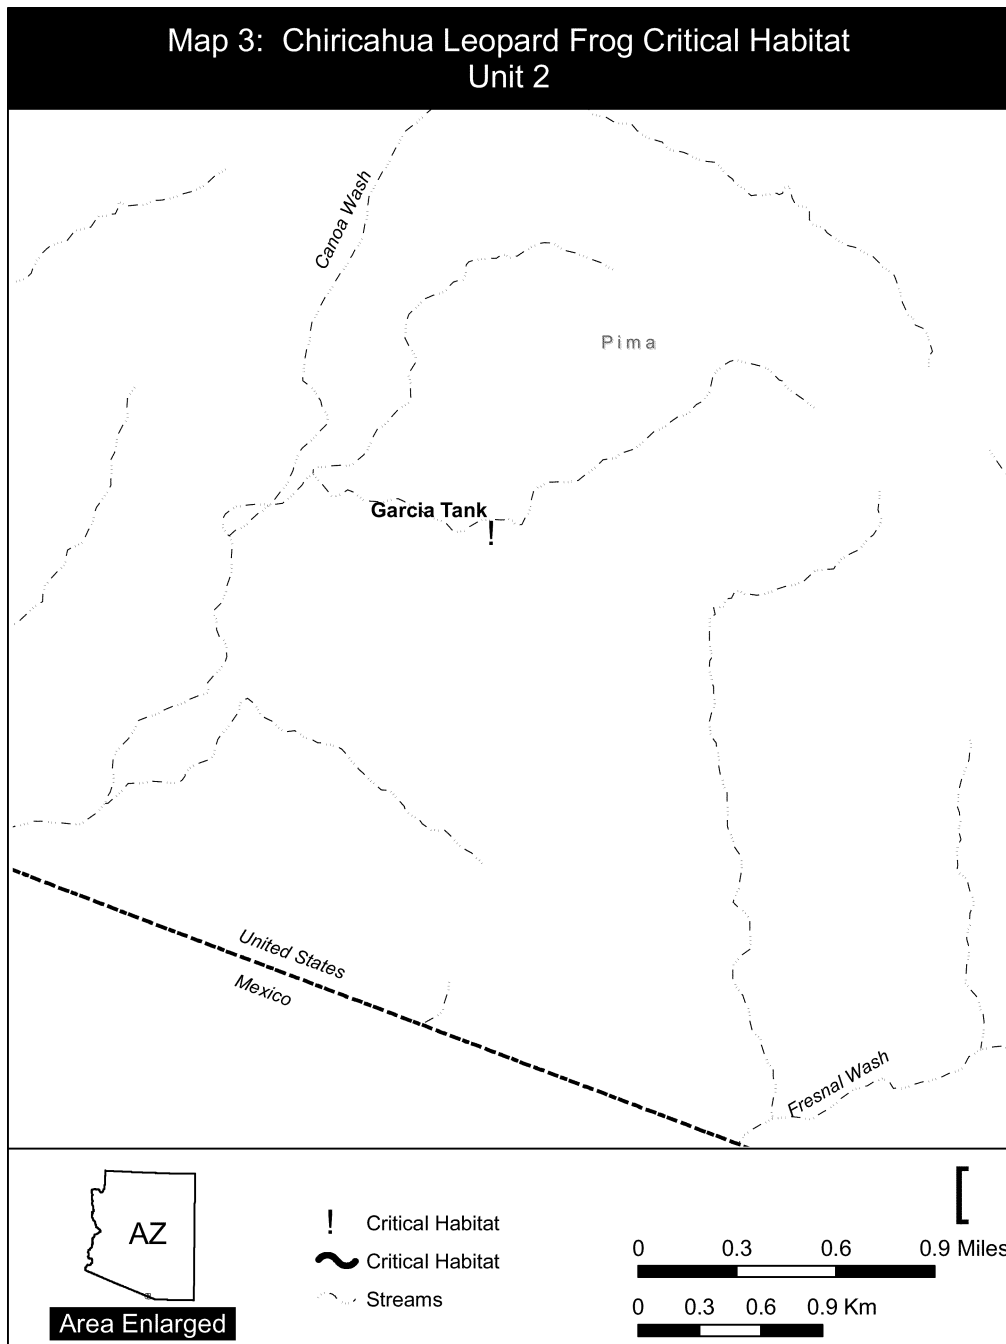 Map 3: Chiricahua Leopard Frog Critical Habitat
Unit 2
Canoa Wash
Pima
Garcia Tank
!
United States
Mexico
Fresnal Wash
AZ
Area Enlarged
! Critical Habitat
Critical Habitat
Streams
[
0 0.3 0.6 0.9 Miles
0 0.3 0.6 0.9 Km